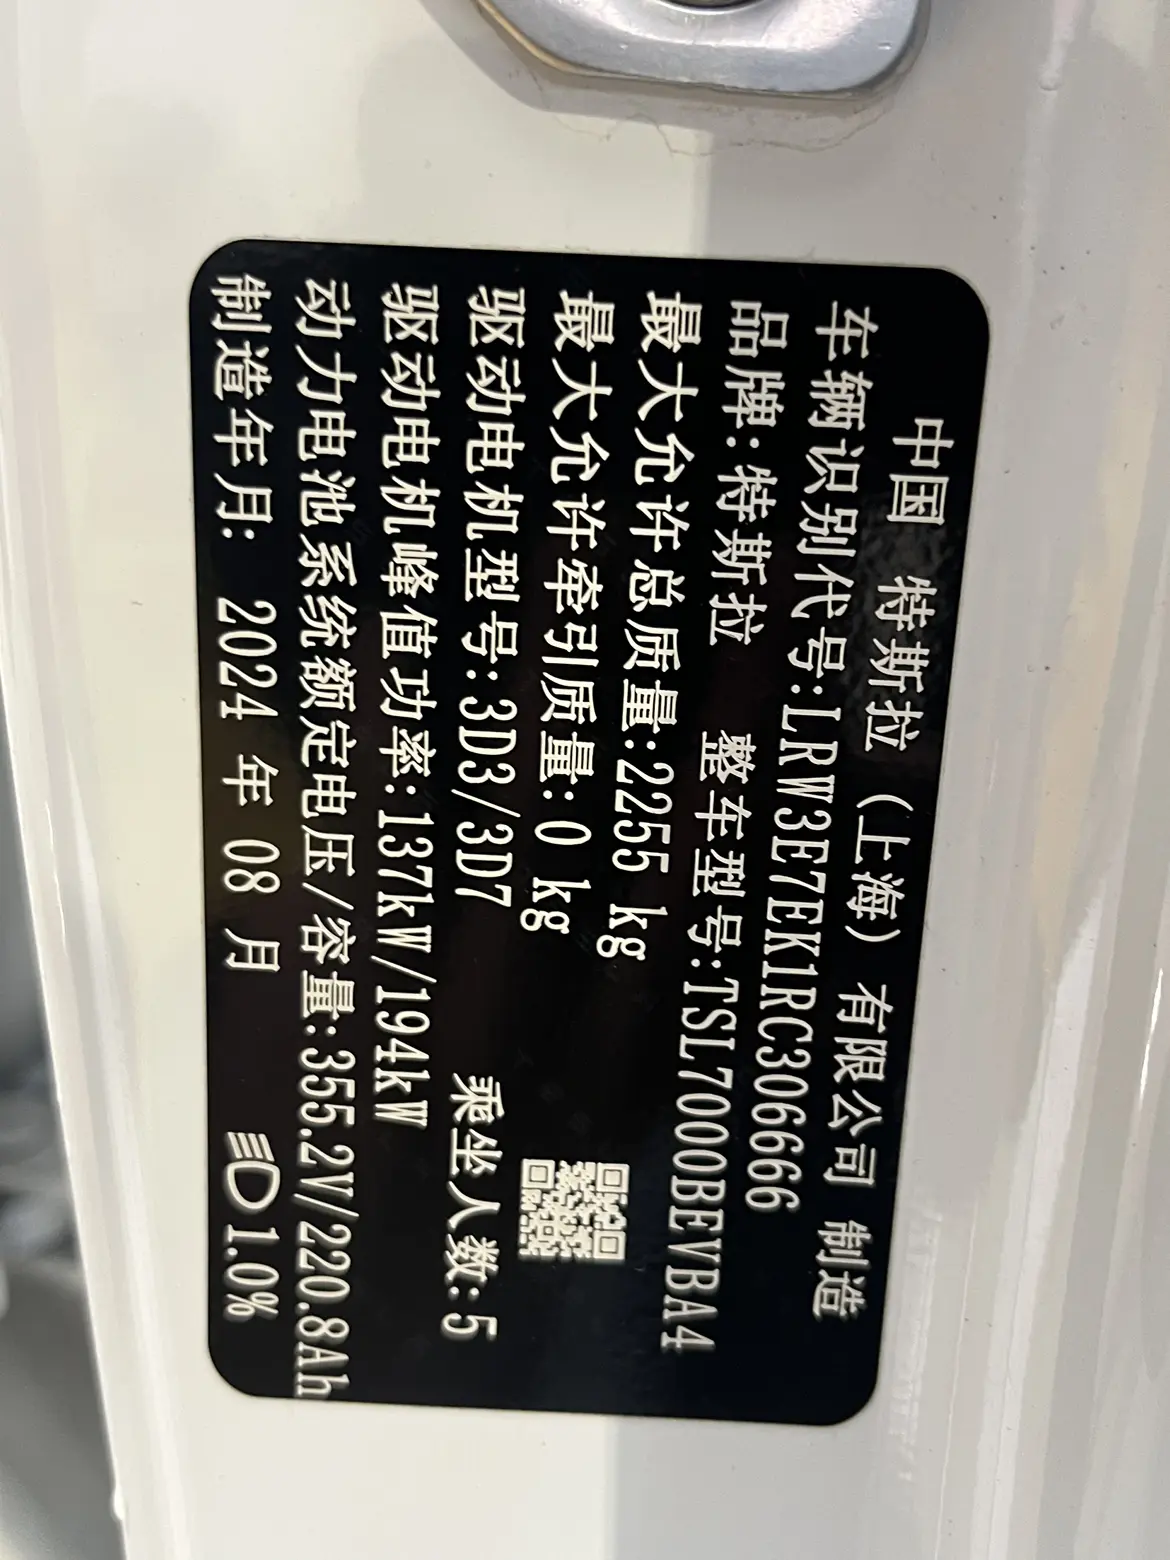 中国 特斯拉（上海）有限公司 制造
车辆识别代号:LRW3E7EK1RC306666
品牌:特斯拉 整车型号:TSL7000BEVBA4
最大允许总质量:2255 kg
最大允许牵引质量:0 kg
驱动电机型号:3D3/3D7 乘坐人数:5
驱动电机峰值功率:137kW/194kW
动力电池系统额定电压/容量:355.2V/220.8Ah
制造年月: 2024 年 08 月 1.0%